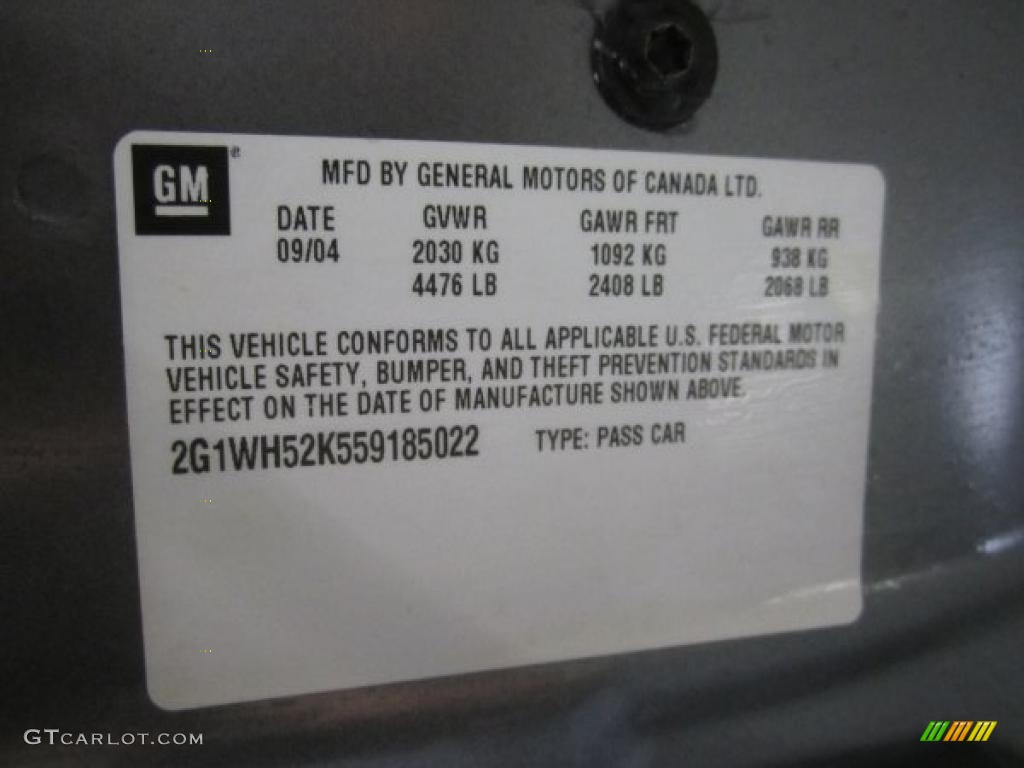 GM
MFD BY GENERAL MOTORS OF CANADA LTD.
DATE GVWR GAWR FRT GAWR RR
09/04 2030 KG 1092 KG 938 KG
4476 LB 2408 LB 2068 LB
THIS VEHICLE CONFORMS TO ALL APPLICABLE U.S. FEDERAL MOTOR
VEHICLE SAFETY, BUMPER, AND THEFT PREVENTION STANDARDS IN
EFFECT ON THE DATE OF MANUFACTURE SHOWN ABOVE.
2G1WH52K559185022 TYPE: PASS CAR
GTCARLOT.COM